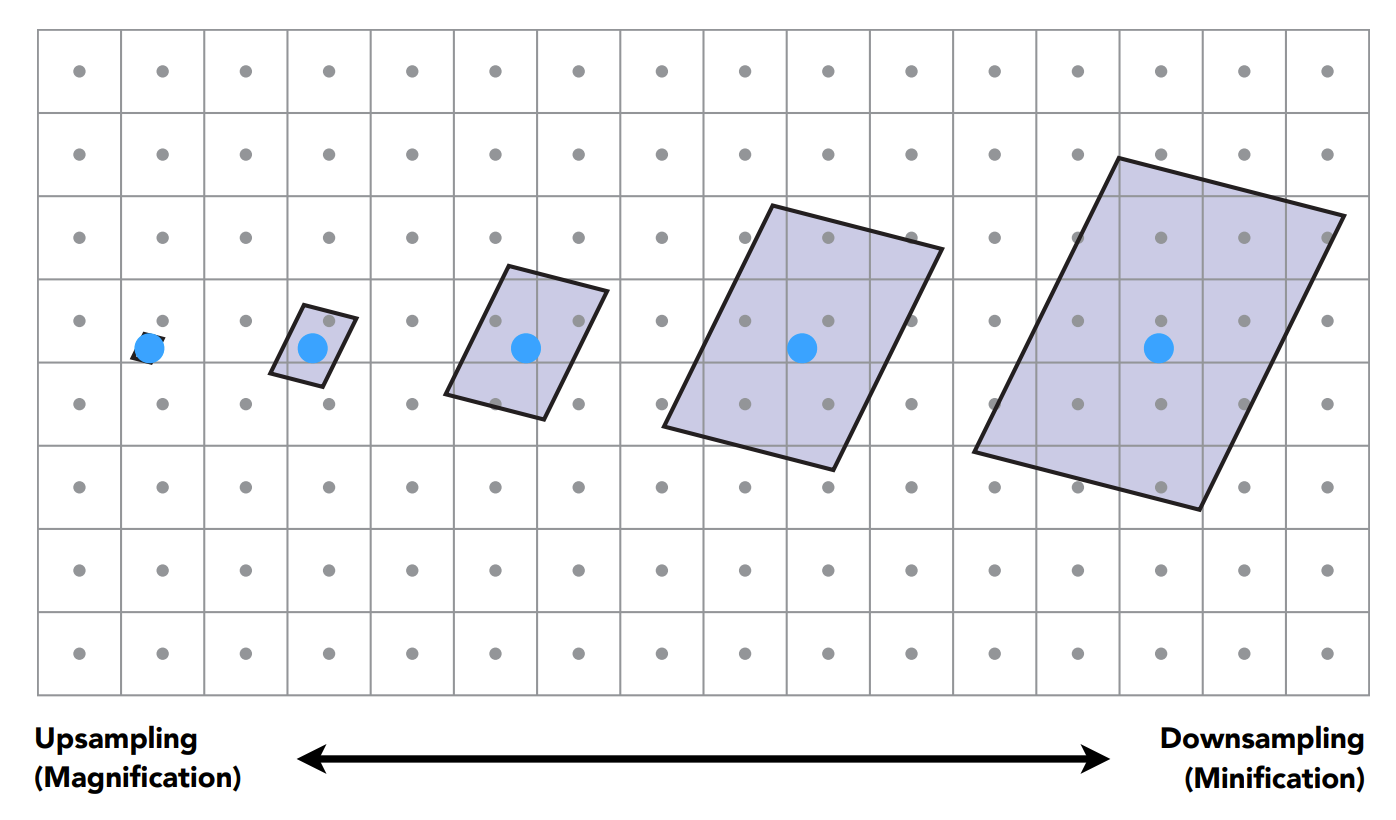 Upsampling
(Magnification)
Downsampling
(Minification)